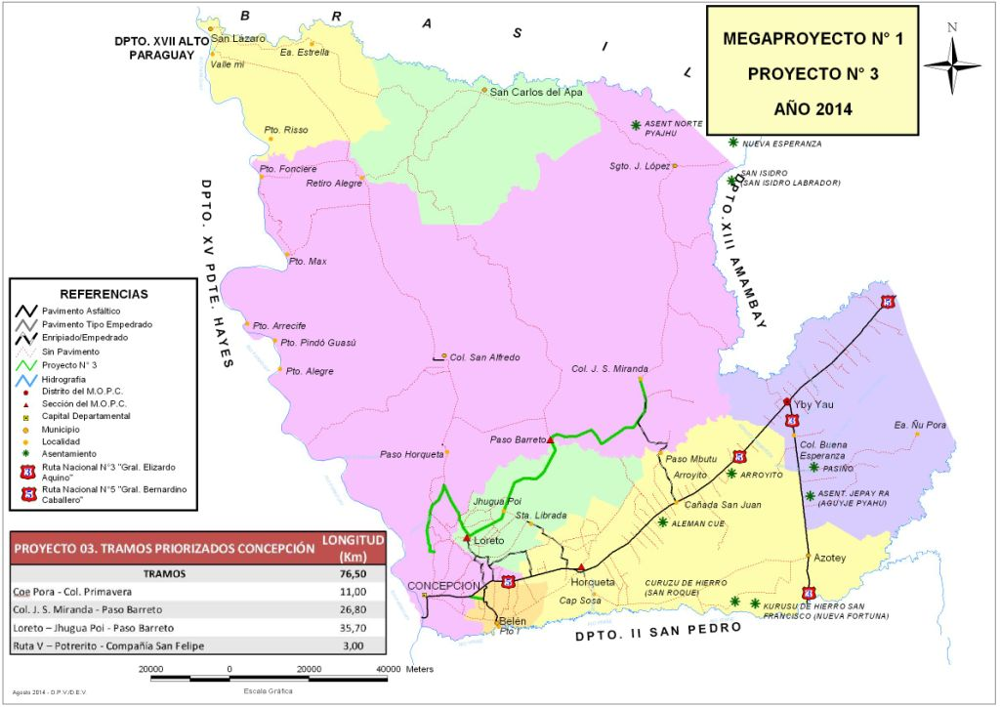 B R A S I L
MEGAPROYECTO N° 1
PROYECTO N° 3
AÑO 2014
N
DPTO. XVII ALTO
PARAGUAY
San Lázaro
Valle mi
Ea. Estrella
San Carlos del Apa
ASENT NORTE
PYAJHU
NUEVA ESPERANZA
Pto. Risso
Pto. Fonciere
Retiro Alegre
Sgto. J. López
SAN ISIDRO
(SAN ISIDRO LABRADOR)
DPTO. XV PDTE. HAYES
DPTO.XIII AMAMBAY
Pto. Max
Pto. Arrecife
Pto. Pindó Guasú
Pto. Alegre
Col. San Alfredo
Col. J. S. Miranda
REFERENCIAS
Pavimento Asfáltico
Pavimento Tipo Empedrado
Enripiado/Empedrado
Sin Pavimento
Proyecto N° 3
Hidrografia
Distrito del M.O.P.C.
Sección del M.O.P.C.
Capital Departamental
Municipio
Localidad
Asentamiento
3
Ruta Nacional N°3 "Gral. Elizardo
Aquino"
5
Ruta Nacional N°5 "Gral. Bernardino
Caballero"
5
Yby Yau
3
Ea. Ñu Pora
Col. Buena
Esperanza
PASIÑO
Paso Barreto
Paso Horqueta
Paso Mbutu
Arroyito
5
ARROYITO
ASENT. JEPAY RA
(AGUYJE PYAHU)
Cañada San Juan
Jhugua Poi
Sta. Librada
ALEMAN CUE
Loreto
Azotey
CONCEPCION
5
Horqueta
Cap Sosa
CURUZU DE HIERRO
(SAN ROQUE)
3
KURUSU DE HIERRO SAN
FRANCISCO (NUEVA FORTUNA)
Belén
Pto. I
DPTO. II SAN PEDRO
PROYECTO 03. TRAMOS PRIORIZADOS CONCEPCIÓN LONGITUD (Km)
TRAMOS 76,50
Coe Pora - Col. Primavera 11,00
Col. J. S. Miranda - Paso Barreto 26,80
Loreto – Jhugua Poi - Paso Barreto 35,70
Ruta V – Potrerito - Compañía San Felipe 3,00
20000 0 20000 40000 Meters
Escala Gráfica
Agosto 2014 - D.P.V/D.E.V